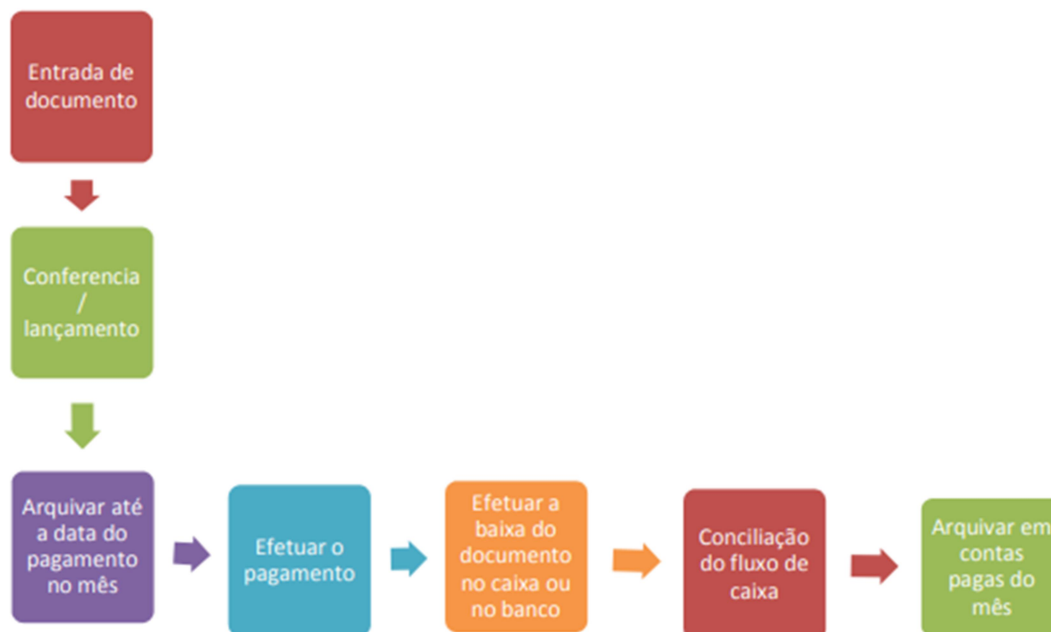 Entrada de
documento
Conferencia
/
lançamento
Arquivar até
a data do
pagamento
no mês
Efetuar o
pagamento
Efetuar a
baixa do
documento
no caixa ou
no banco
Conciliação
do fluxo de
caixa
Arquivar em
contas
pagas do
mês